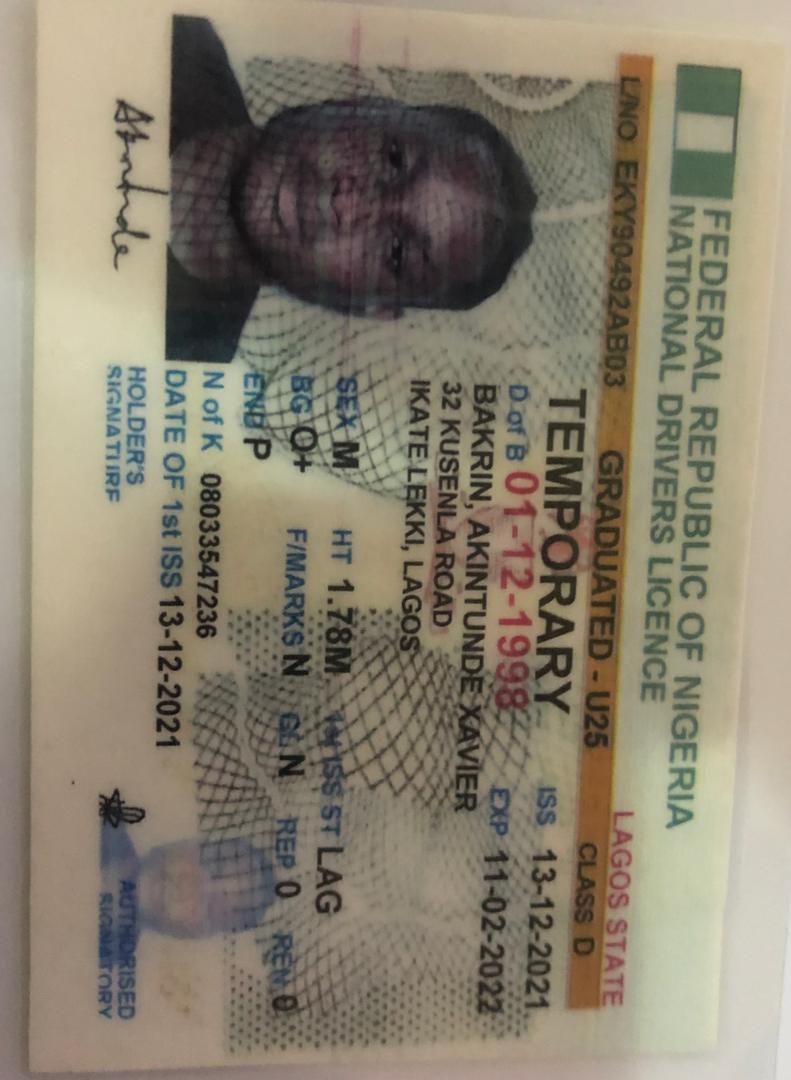 FEDERAL REPUBLIC OF NIGERIA
NATIONAL DRIVERS LICENCE
LAGOS STATE
L/NO EKY90492AB03 GRADUATED - U25 CLASS D
TEMPORARY ISS 13-12-2021
D of B 01-12-1998 EXP 11-02-2022
BAKRIN, AKINTUNDE XAVIER
32 KUSENLA ROAD
IKATE-LEKKI, LAGOS
SEX M HT 1.78M 1st ISS ST LAG
BG O+ F/MARKS N GL N REP 0 REN 0
END P
N of K 08033547236
DATE OF 1st ISS 13-12-2021
HOLDER'S
SIGNATURE
AUTHORISED
SIGNATORY